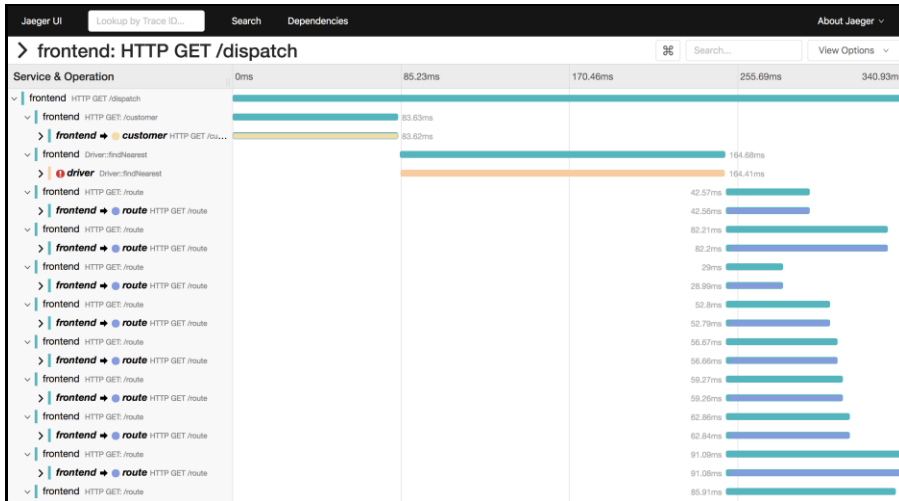 Jaeger UI Lookup by Trace ID... Search Dependencies About Jaeger
frontend: HTTP GET /dispatch ⌘ Search... View Options
Service & Operation 0ms 85.23ms 170.46ms 255.69ms 340.93m
frontend HTTP GET /dispatch
frontend HTTP GET: /customer 83.63ms
frontend ➡ customer HTTP GET /cu... 83.62ms
frontend Driver::findNearest 164.68ms
driver Driver::findNearest 164.41ms
frontend HTTP GET: /route 42.57ms
frontend ➡ route HTTP GET /route 42.56ms
frontend HTTP GET: /route 82.21ms
frontend ➡ route HTTP GET /route 82.2ms
frontend HTTP GET: /route 29ms
frontend ➡ route HTTP GET /route 28.99ms
frontend HTTP GET: /route 52.8ms
frontend ➡ route HTTP GET /route 52.79ms
frontend HTTP GET: /route 56.67ms
frontend ➡ route HTTP GET /route 56.66ms
frontend HTTP GET: /route 59.27ms
frontend ➡ route HTTP GET /route 59.26ms
frontend HTTP GET: /route 62.86ms
frontend ➡ route HTTP GET /route 62.84ms
frontend HTTP GET: /route 91.09ms
frontend ➡ route HTTP GET /route 91.08ms
frontend HTTP GET: /route 85.91ms